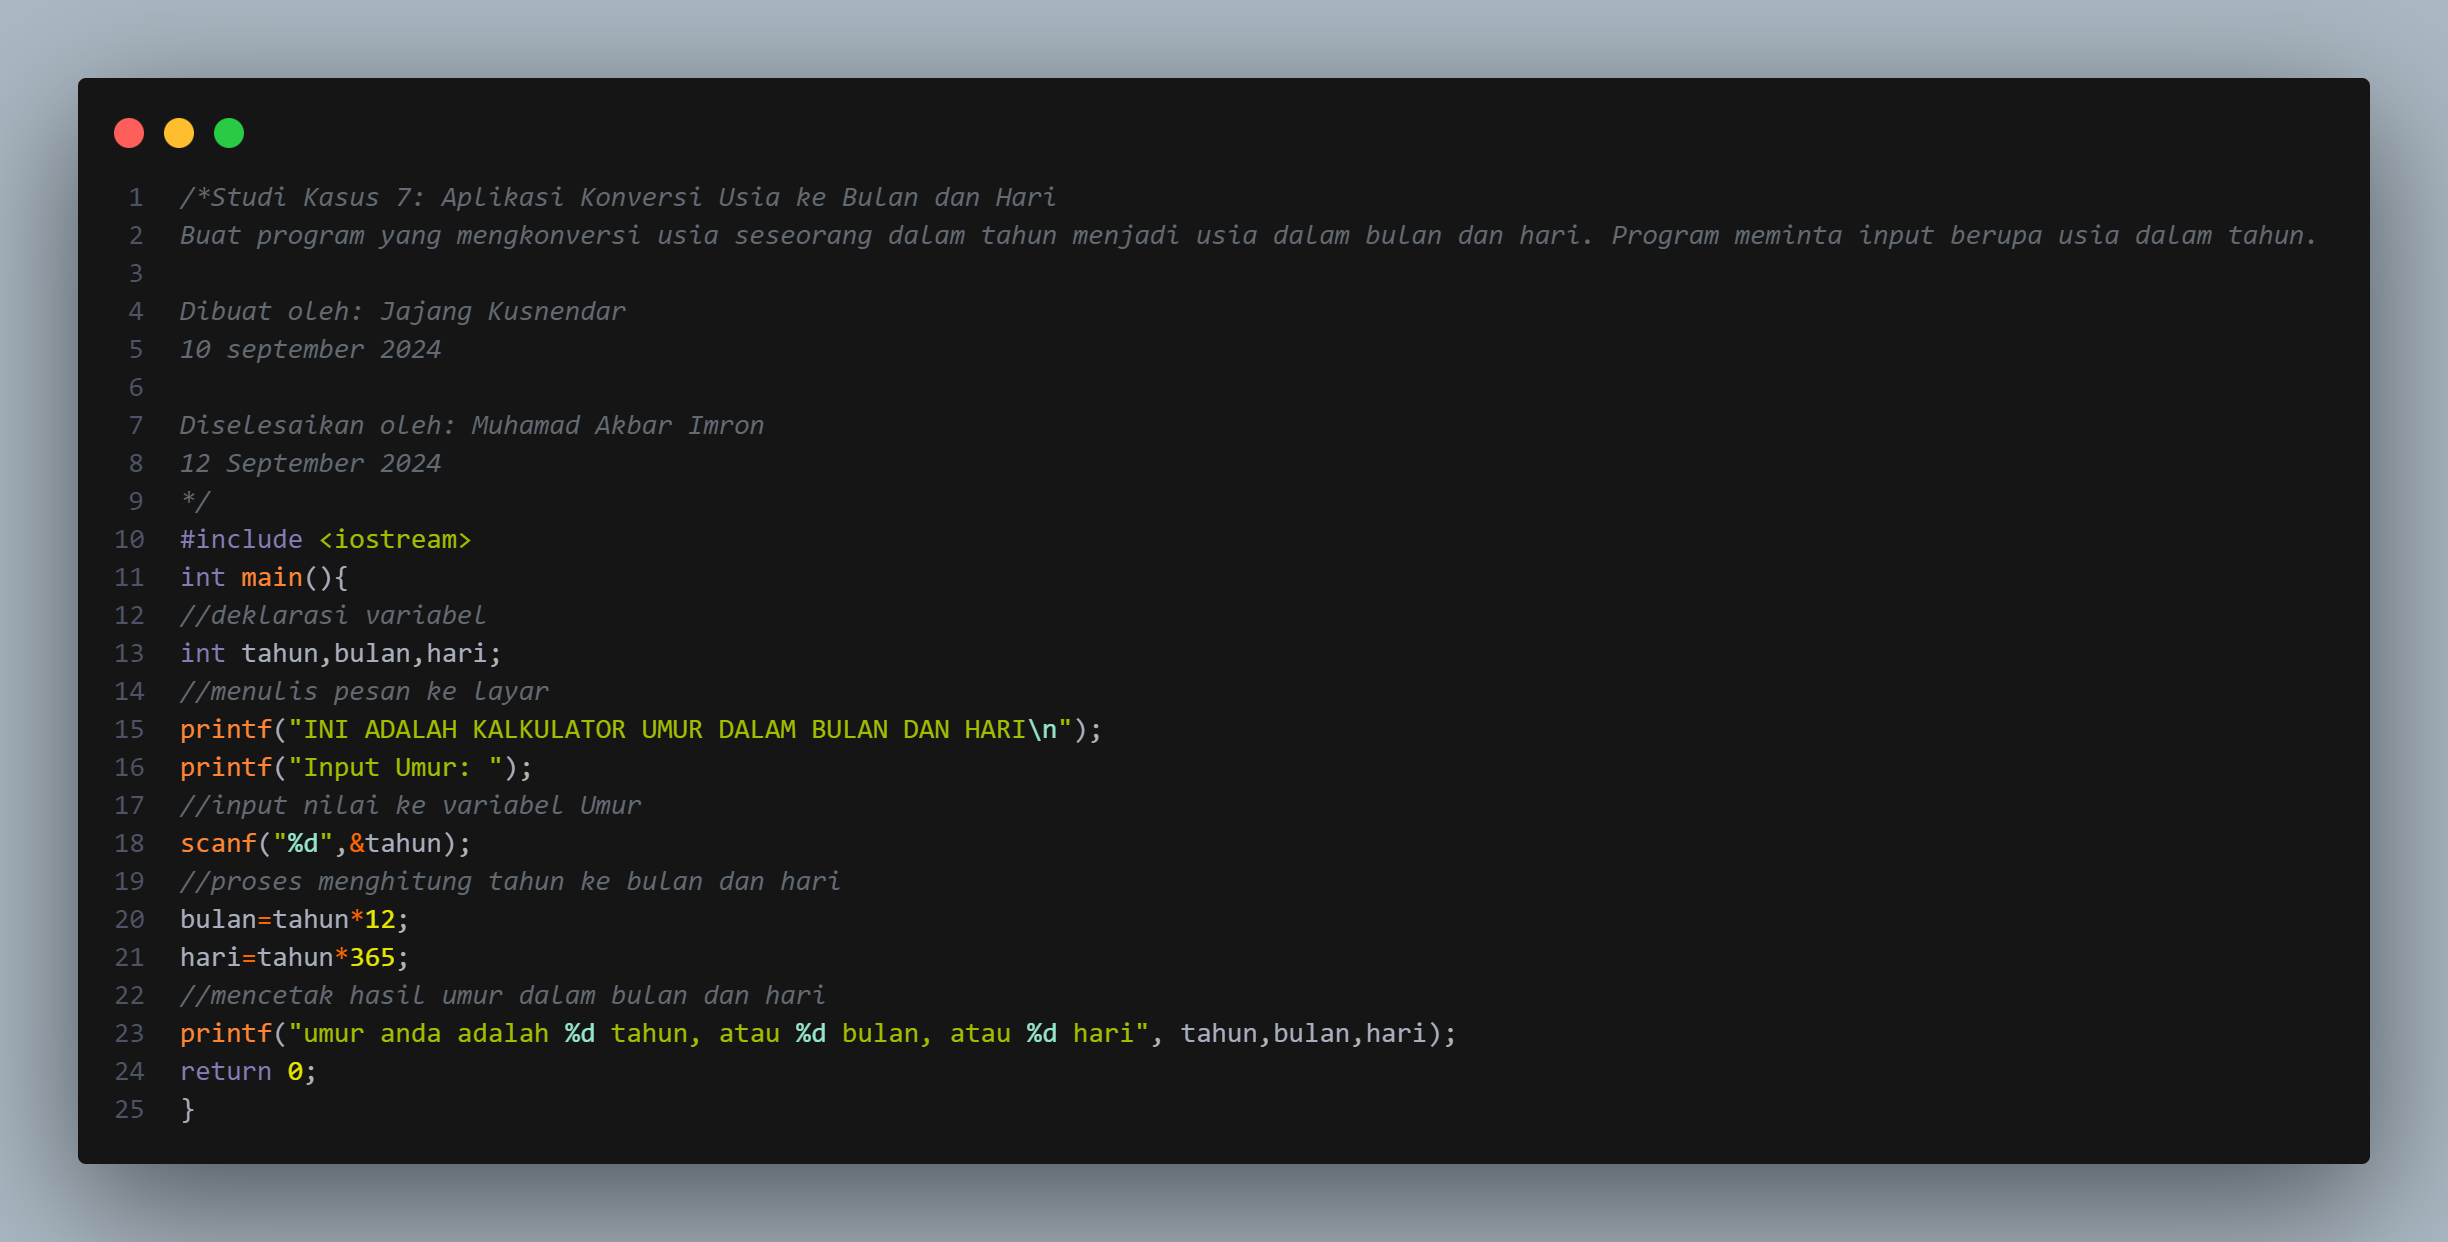 1 /*Studi Kasus 7: Aplikasi Konversi Usia ke Bulan dan Hari
2 Buat program yang mengkonversi usia seseorang dalam tahun menjadi usia dalam bulan dan hari. Program meminta input berupa usia dalam tahun.
3
4 Dibuat oleh: Jajang Kusnendar
5 10 september 2024
6
7 Diselesaikan oleh: Muhamad Akbar Imron
8 12 September 2024
9 */
10 #include <iostream>
11 int main(){
12 //deklarasi variabel
13 int tahun,bulan,hari;
14 //menulis pesan ke layar
15 printf("INI ADALAH KALKULATOR UMUR DALAM BULAN DAN HARI\n");
16 printf("Input Umur: ");
17 //input nilai ke variabel Umur
18 scanf("%d",&tahun);
19 //proses menghitung tahun ke bulan dan hari
20 bulan=tahun*12;
21 hari=tahun*365;
22 //mencetak hasil umur dalam bulan dan hari
23 printf("umur anda adalah %d tahun, atau %d bulan, atau %d hari", tahun,bulan,hari);
24 return 0;
25 }